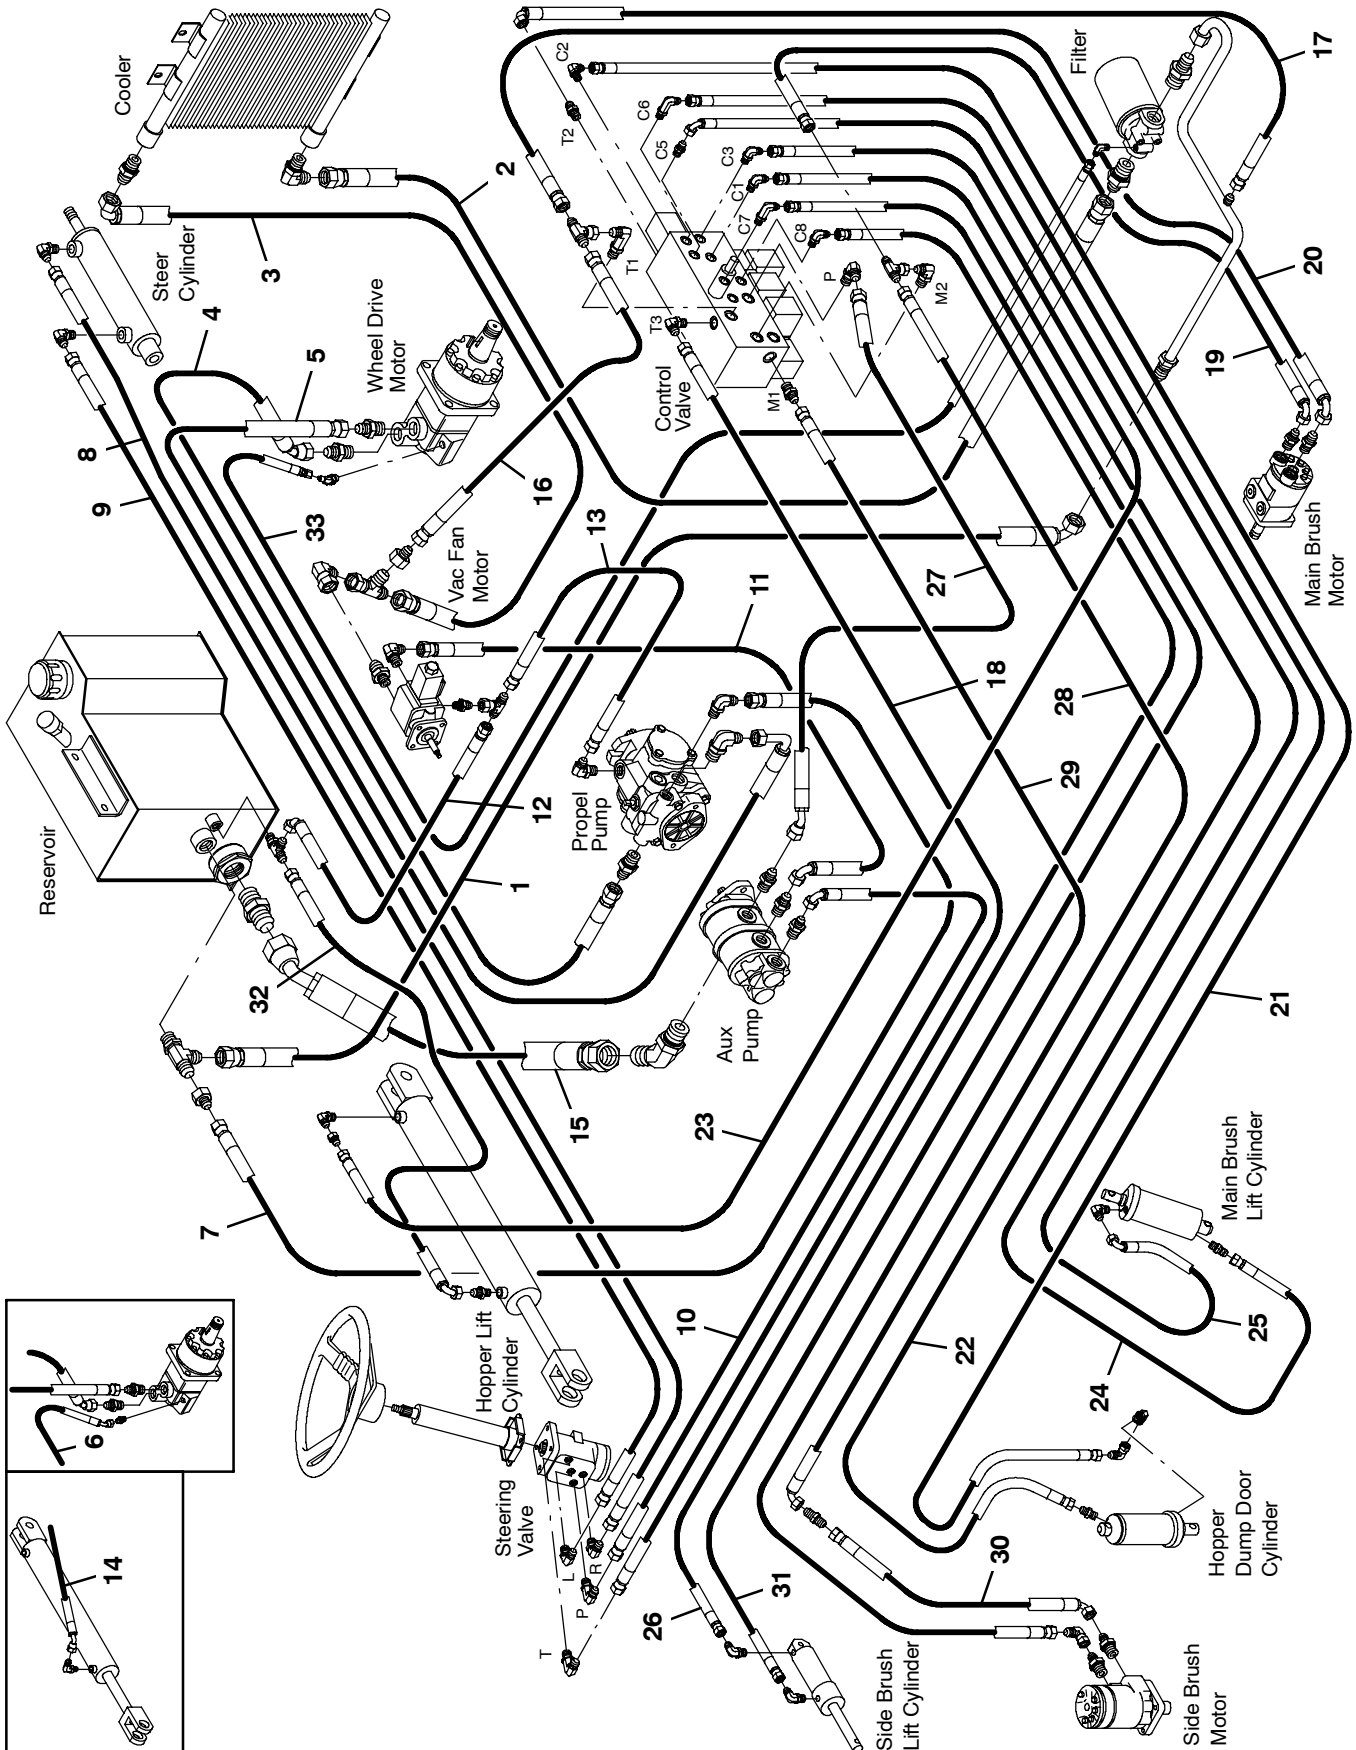 Cooler
3
2
Steer
Cylinder
4
5
Wheel Drive
Motor
8
9
33
16
Vac Fan
Motor
13
11
12
1
Reservoir
Propel
Pump
32
Aux
Pump
15
7
23
C2
T2
C6
C5
C3
C1
C7
C8
T1
P
T3
M2
M1
Control
Valve
17
Filter
20
19
Main Brush
Motor
27
18
28
29
21
Hopper Lift
Cylinder
10
6
14
Steering
Valve
L
R
P
T
22
24
25
Main Brush
Lift Cylinder
26
31
30
Hopper
Dump Door
Cylinder
Side Brush
Lift Cylinder
Side Brush
Motor